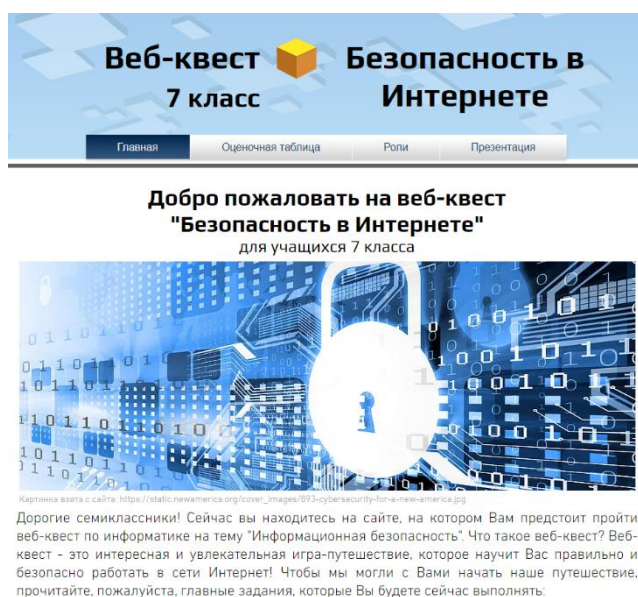 Веб-квест Безопасность в
7 класс Интернете
Главная Оценочная таблица Роли Презентация
Добро пожаловать на веб-квест
"Безопасность в Интернете"
для учащихся 7 класса
Картинка взята с сайта: https://static.newamerica.org/cover_images/893-cybersecurity-for-a-new-america.jpg
Дорогие семиклассники! Сейчас вы находитесь на сайте, на котором Вам предстоит пройти
веб-квест по информатике на тему "Информационная безопасность". Что такое веб-квест? Веб-
квест - это интересная и увлекательная игра-путешествие, которое научит Вас правильно и
безопасно работать в сети Интернет! Чтобы мы могли с Вами начать наше путешествие,
прочитайте, пожалуйста, главные задания, которые Вы будете сейчас выполнять: